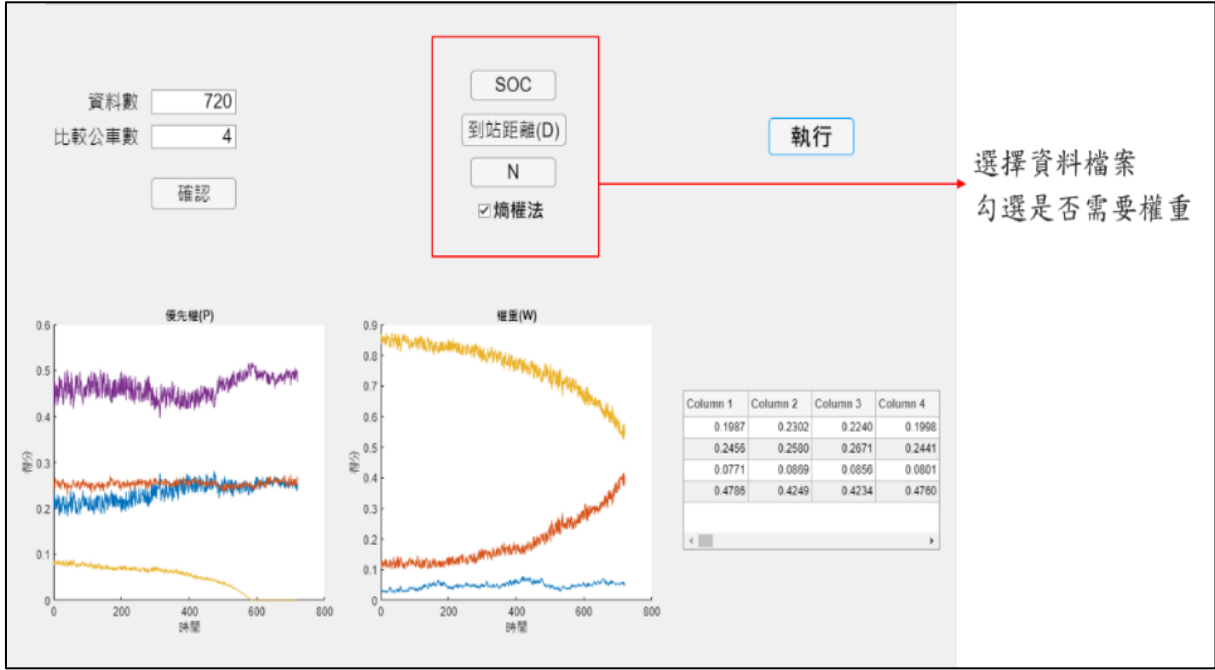 資料數 720
比較公車數 4
確認
SOC
到站距離(D)
N
熵權法
執行
選擇資料檔案
勾選是否需要權重
優先權(P)
0.6
0.5
0.4
0.3
0.2
0.1
0
得分
0 200 400 600 800
時間
權重(W)
0.9
0.8
0.7
0.6
0.5
0.4
0.3
0.2
0.1
0
得分
0 200 400 600 800
時間
Column 1 Column 2 Column 3 Column 4
0.1987 0.2302 0.2240 0.1998
0.2456 0.2580 0.2671 0.2441
0.0771 0.0869 0.0856 0.0801
0.4786 0.4249 0.4234 0.4760